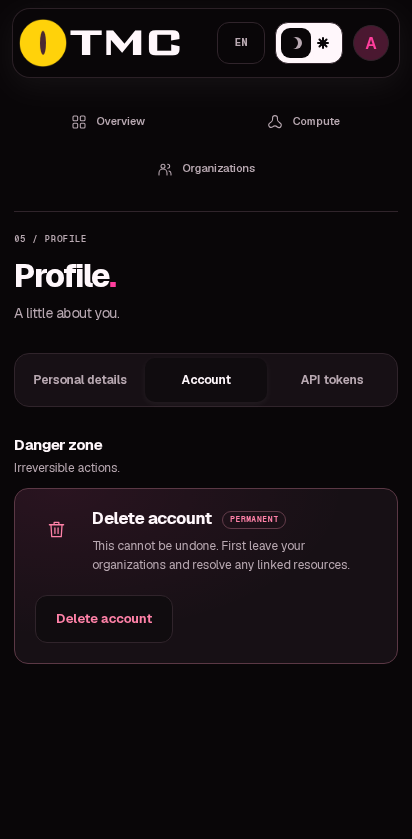 TMC
EN
A
Overview
Compute
Organizations
05 / PROFILE
Profile.
A little about you.
Personal details
Account
API tokens
Danger zone
Irreversible actions.
Delete account
PERMANENT
This cannot be undone. First leave your
organizations and resolve any linked resources.
Delete account